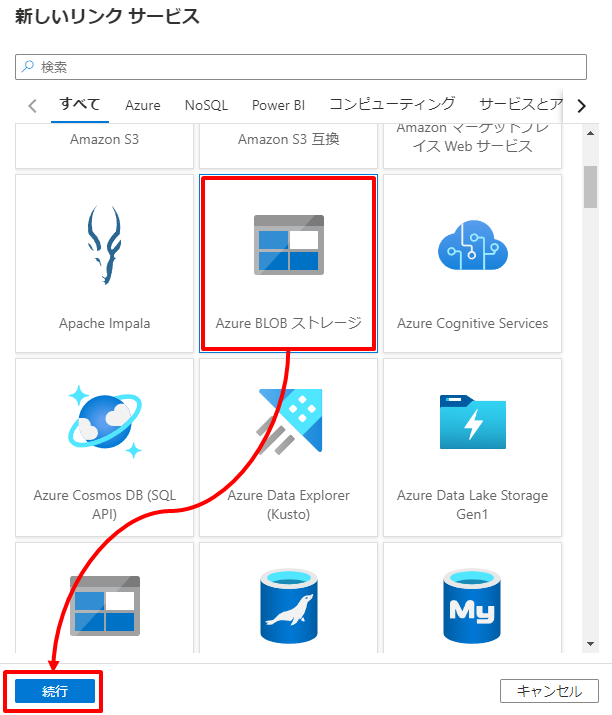 新しいリンク サービス
検索
すべて Azure NoSQL Power BI コンピューティング サービスとア
Amazon S3
Amazon S3 互換
Amazon マーケットプレ
イス Web サービス
Apache Impala
Azure BLOB ストレージ
Azure Cognitive Services
Azure Cosmos DB (SQL
API)
Azure Data Explorer
(Kusto)
Azure Data Lake Storage
Gen1
My
続行
キャンセル